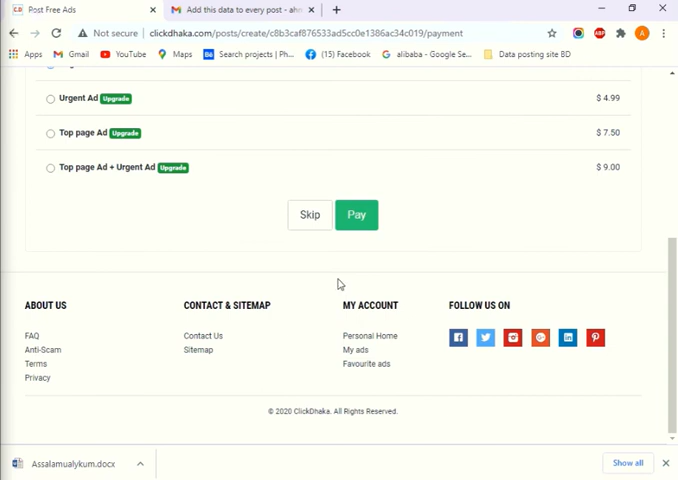 Post Free Ads
Add this data to every post - aho
Not secure | clickdhaka.com/posts/create/c8b3caf876533ad5cc0e1386ac34c019/payment
Apps
Gmail
YouTube
Maps
Search projects | Ph...
(15) Facebook
alibaba - Google Se...
Data posting site BD
Urgent Ad Upgrade $ 4.99
Top page Ad Upgrade $ 7.50
Top page Ad + Urgent Ad Upgrade $ 9.00
Skip Pay
ABOUT US
FAQ
Anti-Scam
Terms
Privacy
CONTACT & SITEMAP
Contact Us
Sitemap
MY ACCOUNT
Personal Home
My ads
Favourite ads
FOLLOW US ON
© 2020 ClickDhaka. All Rights Reserved.
Assalamualykum.docx
Show all